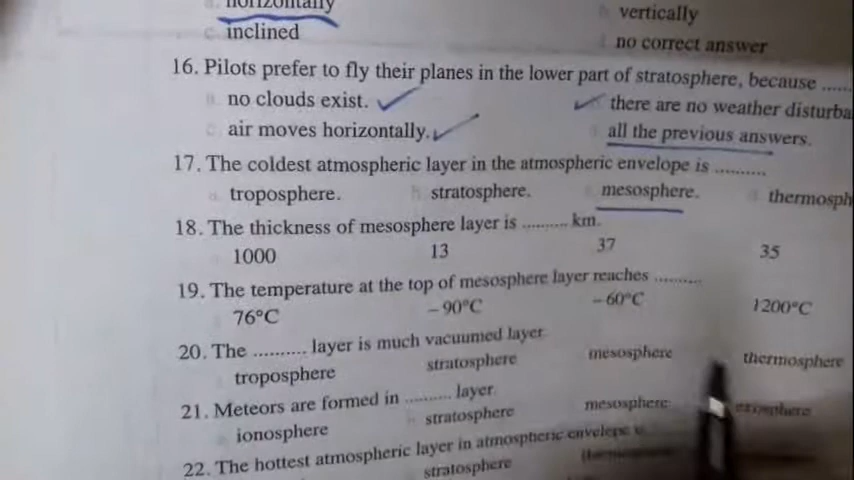 a. horizontally
b. vertically
c. inclined
d. no correct answer
16. Pilots prefer to fly their planes in the lower part of stratosphere, because ......
a. no clouds exist.
there are no weather disturba
c. air moves horizontally.
all the previous answers.
17. The coldest atmospheric layer in the atmospheric envelope is ..........
a. troposphere. b. stratosphere. c. mesosphere. d. thermosph
18. The thickness of mesosphere layer is .......... km.
1000 13 37 35
19. The temperature at the top of mesosphere layer reaches ..........
76°C –90°C –60°C 1200°C
20. The .......... layer is much vacuumed layer
troposphere stratosphere mesosphere thermosphere
21. Meteors are formed in .......... layer.
ionosphere stratosphere mesosphere exosphere
22. The hottest atmospheric layer in atmospheric envelope
stratosphere